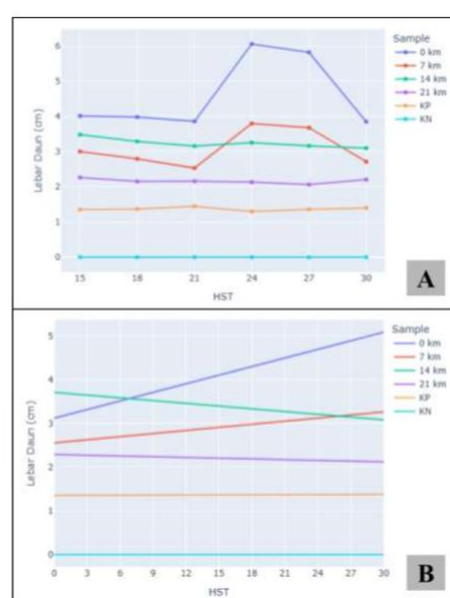 Sample
0 km
7 km
14 km
21 km
KP
KN
6
5
4
3
2
1
0
Lebar Daun (cm)
15 18 21 24 27 30
HST
A
Sample
0 km
7 km
14 km
21 km
KP
KN
5
4
3
2
1
0
Lebar Daun (cm)
0 3 6 9 12 15 18 21 24 27 30
HST
B